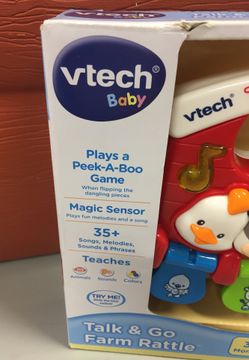 vtech®
Baby
Plays a
Peek-A-Boo
Game
When flipping the
dangling pieces
Magic Sensor
Plays fun melodies and a song
35+
Songs, Melodies,
Sounds & Phrases
Teaches
Animals Sounds Colors
TRY ME!
vtech®
Talk & Go
Farm Rattle™